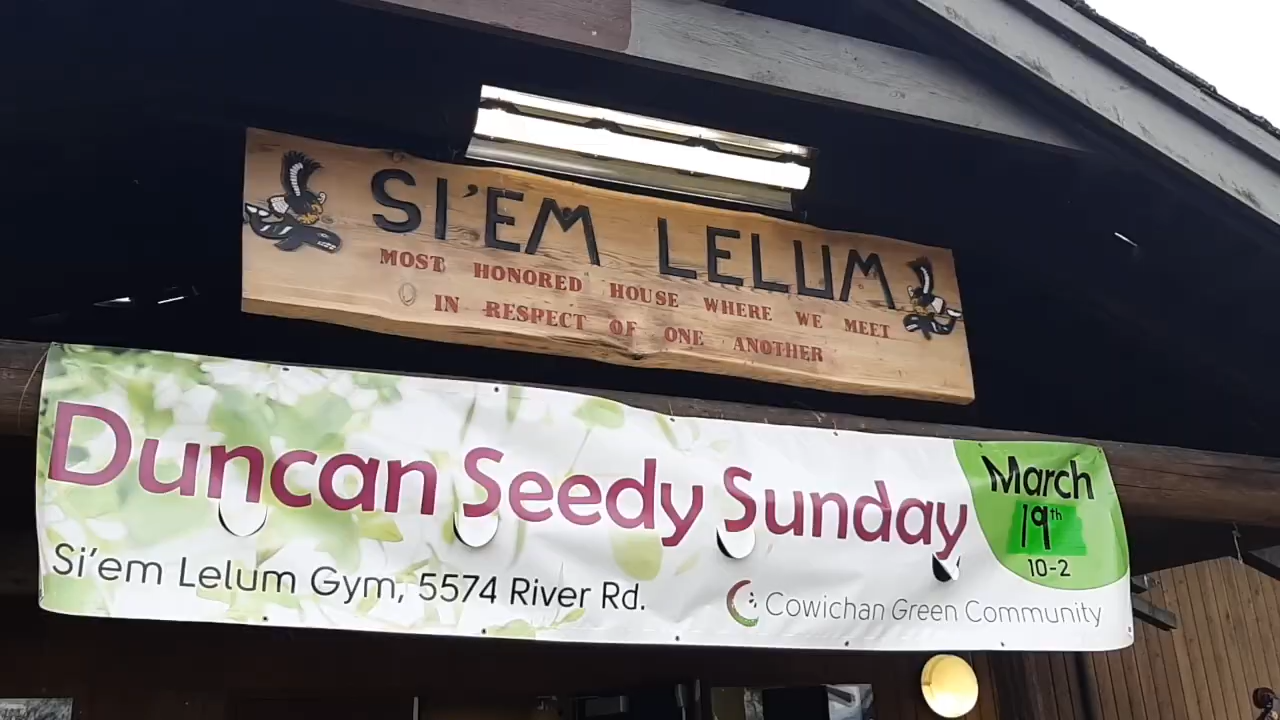 SI'EM LELUM
MOST HONORED HOUSE WHERE WE MEET
IN RESPECT OF ONE ANOTHER
Duncan Seedy Sunday
March
19th
10-2
Si'em Lelum Gym, 5574 River Rd.
Cowichan Green Community